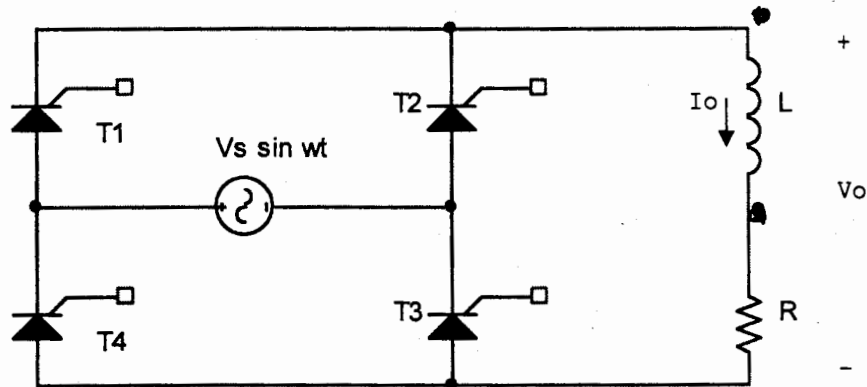 +
T1
T2
Io
L
Vs sin wt
Vo
+ -
T4
T3
R
-